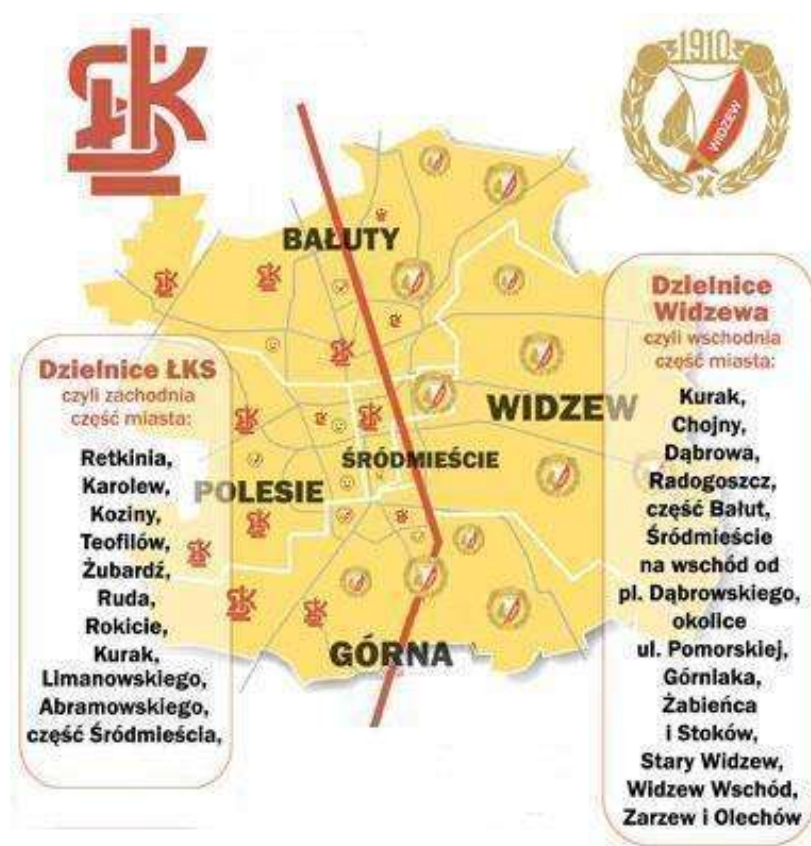 ŁKS
1910
WIDZEW
BAŁUTY
WIDZEW
ŚRÓDMIEŚCIE
POLESIE
GÓRNA
Dzielnice ŁKS
czyli zachodnia
część miasta:
Retkinia,
Karolew,
Koziny,
Teofilów,
Żubardź,
Ruda,
Rokicie,
Kurak,
Limanowskiego,
Abramowskiego,
część Śródmieścia,
Dzielnice
Widzewa
czyli wschodnia
część miasta:
Kurak,
Chojny,
Dąbrowa,
Radogoszcz,
część Bałut,
Śródmieście
na wschód od
pl. Dąbrowskiego,
okolice
ul. Pomorskiej,
Górniaka,
Żabieńca
i Stoków,
Stary Widzew,
Widzew Wschód,
Zarzew i Olechów